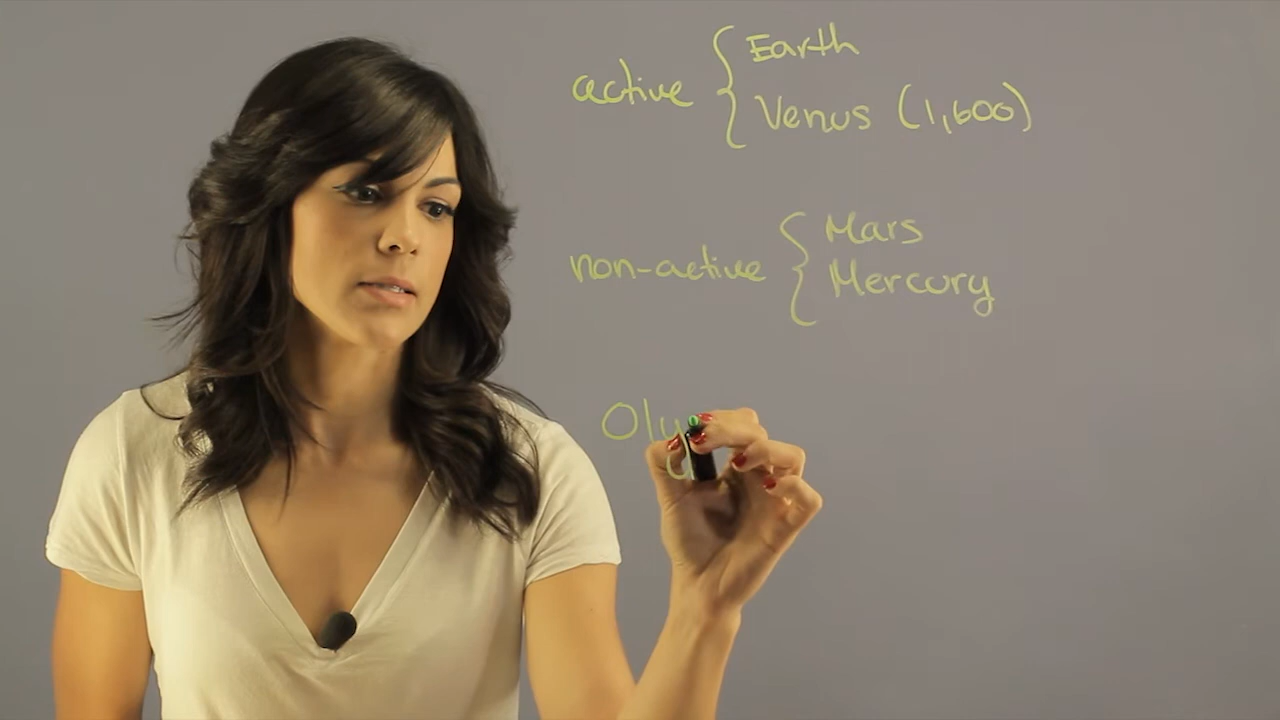 active { Earth
Venus (1,600)
non-active { Mars
Mercury
Oly